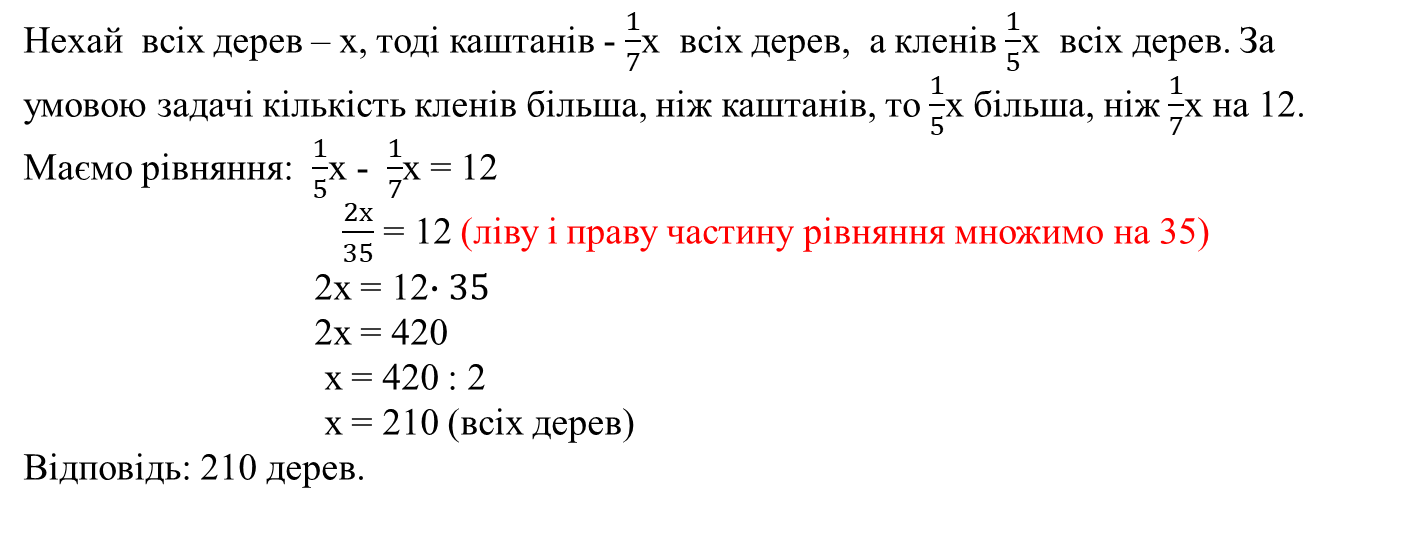 Нехай всіх дерев – х, тоді каштанів - 1/7х всіх дерев, а кленів 1/5х всіх дерев. За
умовою задачі кількість кленів більша, ніж каштанів, то 1/5х більша, ніж 1/7х на 12.
Маємо рівняння: 1/5х - 1/7х = 12
2х/35 = 12 (ліву і праву частину рівняння множимо на 35)
2х = 12· 35
2х = 420
х = 420 : 2
х = 210 (всіх дерев)
Відповідь: 210 дерев.